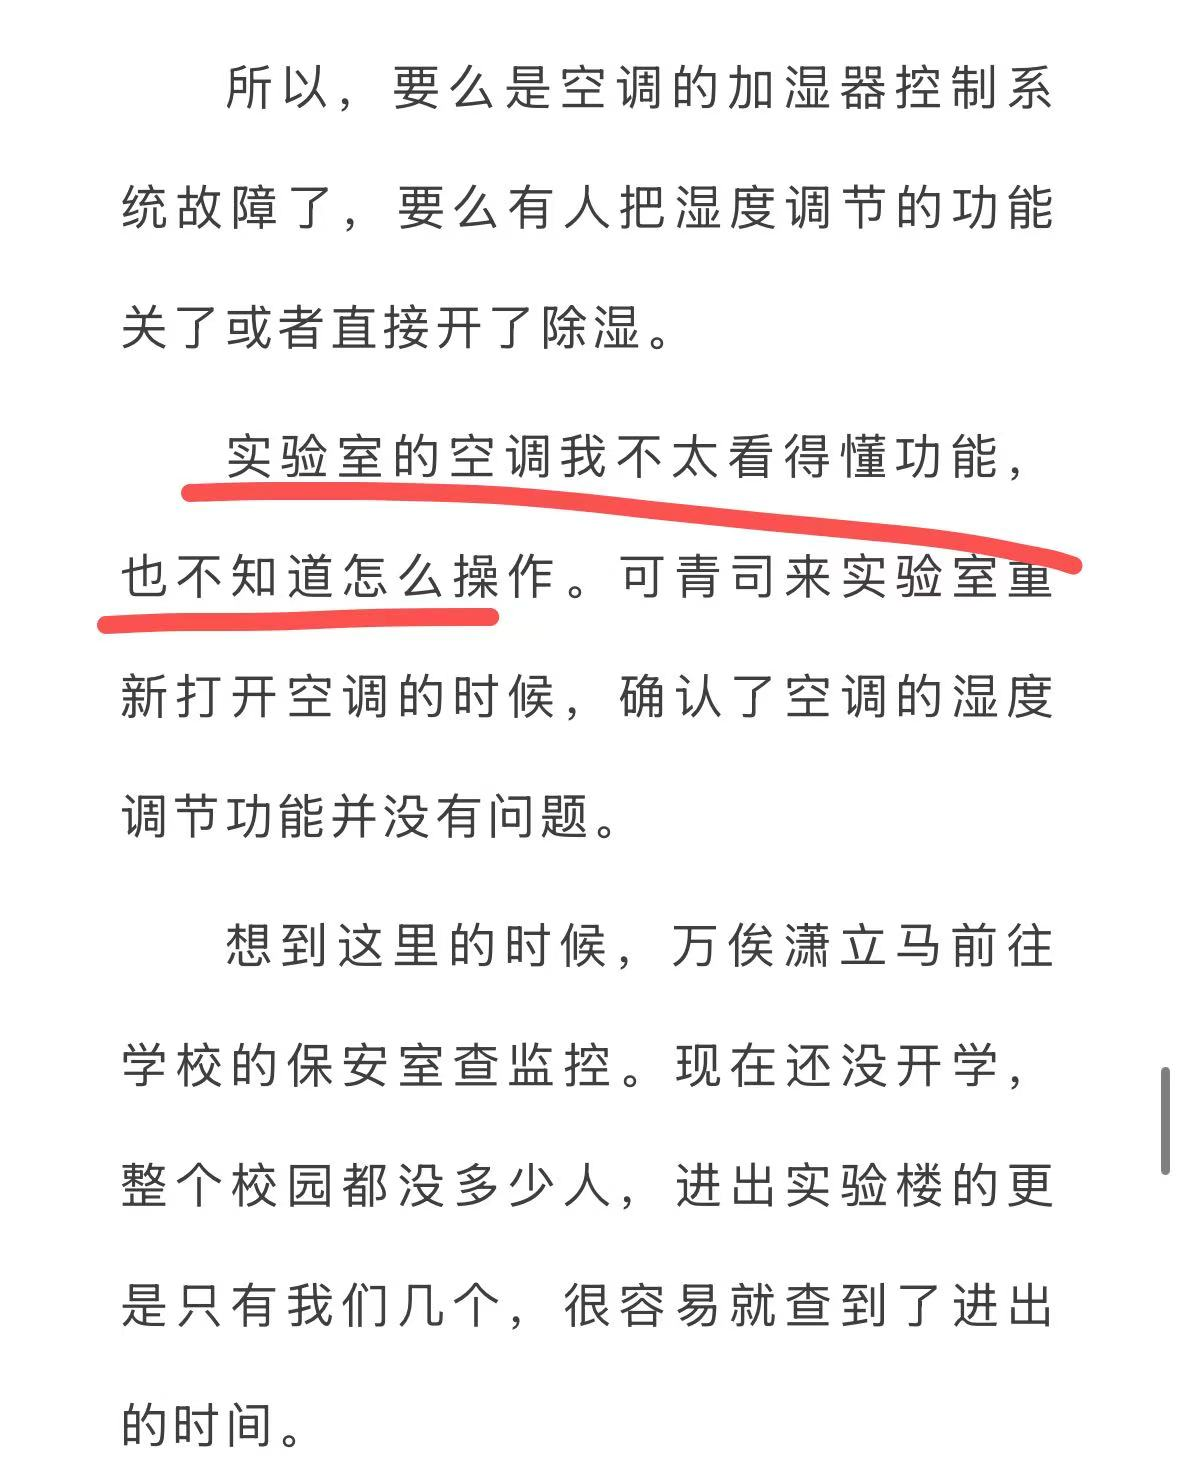 所以，要么是空调的加湿器控制系
统故障了，要么有人把湿度调节的功能
关了或者直接开了除湿。
实验室的空调我不太看得懂功能，
也不知道怎么操作。可青司来实验室重
新打开空调的时候，确认了空调的湿度
调节功能并没有问题。
想到这里的时候，万俟潇立马前往
学校的保安室查监控。现在还没开学，
整个校园都没多少人，进出实验楼的更
是只有我们几个，很容易就查到了进出
的时间。